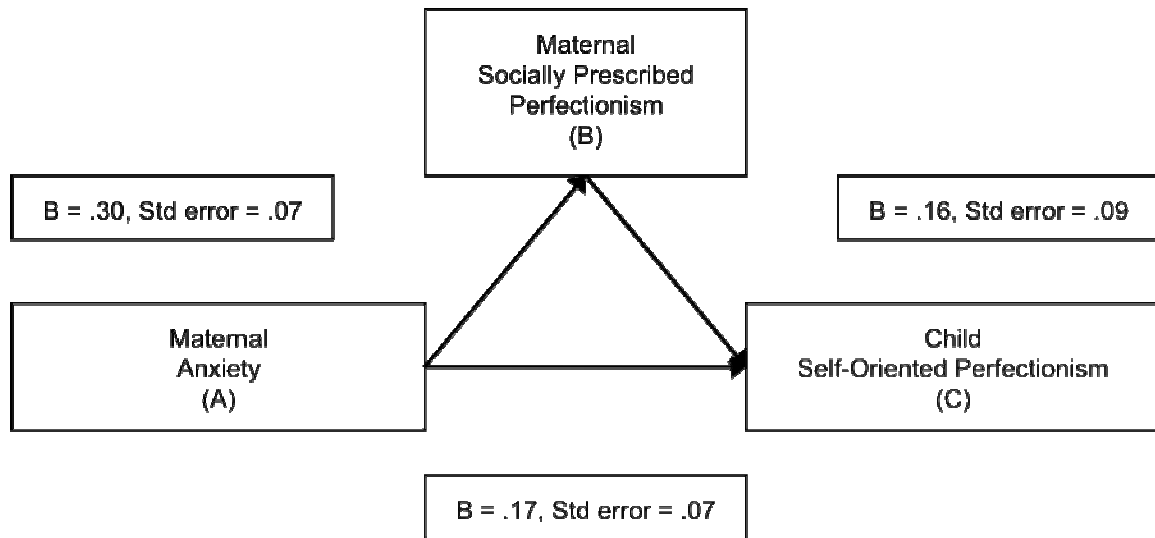 Maternal
Socially Prescribed
Perfectionism
(B)
B = .30, Std error = .07
B = .16, Std error = .09
Maternal
Anxiety
(A)
Child
Self-Oriented Perfectionism
(C)
B = .17, Std error = .07